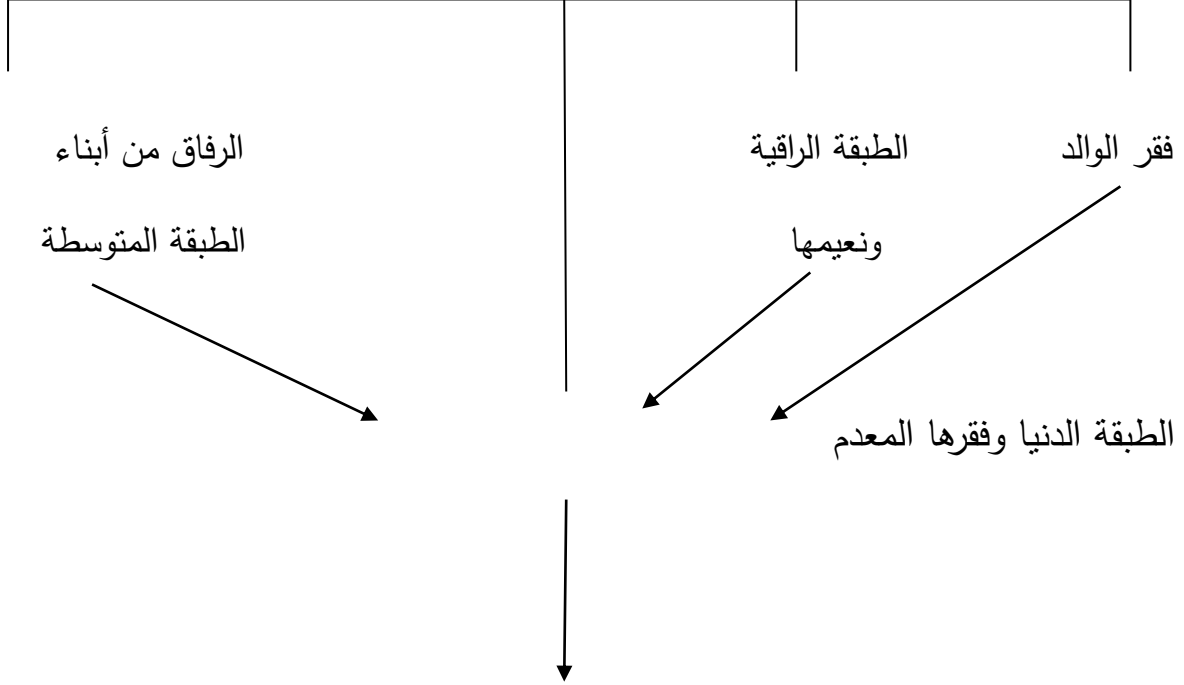 فقر الوالد
الطبقة الراقية
ونعيمها
الرفاق من أبناء
الطبقة المتوسطة
الطبقة الدنيا وفقرها المعدم